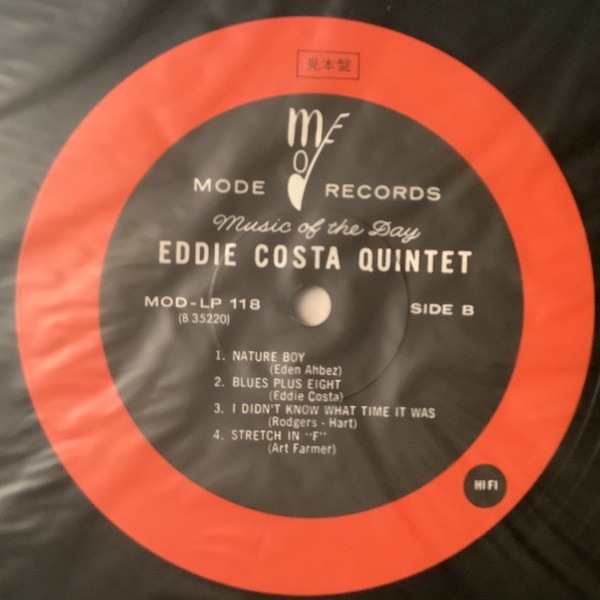 見本盤
MODE
MODE RECORDS
Music of the Day
EDDIE COSTA QUINTET
MOD-LP 118 SIDE B
(B 35220)
1. NATURE BOY
(Eden Ahbez)
2. BLUES PLUS EIGHT
(Eddie Costa)
3. I DIDN'T KNOW WHAT TIME IT WAS
(Rodgers - Hart)
4. STRETCH IN "F"
(Art Farmer)
HI FI